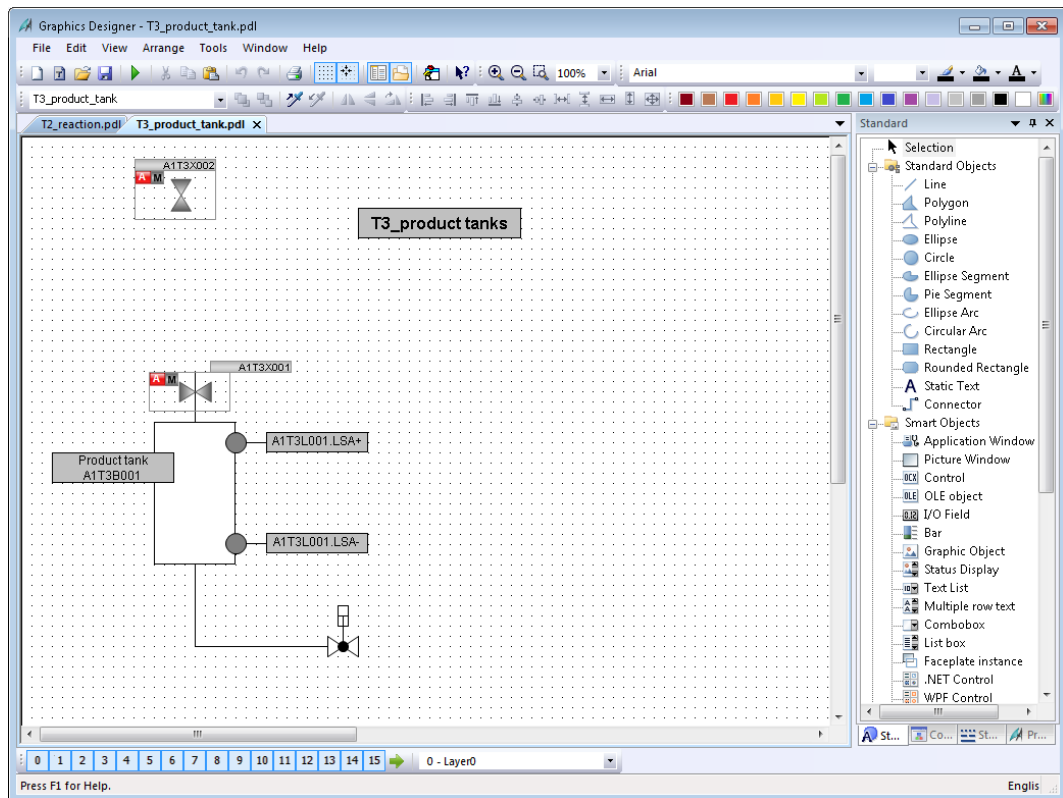 Graphics Designer - T3_product_tank.pdl
File Edit View Arrange Tools Window Help
100% Arial
T3_product_tank
T2_reaction.pdl T3_product_tank.pdl
A1T3X002
A M
T3_product tanks
A1T3X001
A M
A1T3L001.LSA+
Product tank
A1T3B001
A1T3L001.LSA-
Standard
Selection
Standard Objects
Line
Polygon
Polyline
Ellipse
Circle
Ellipse Segment
Pie Segment
Ellipse Arc
Circular Arc
Rectangle
Rounded Rectangle
A Static Text
Connector
Smart Objects
Application Window
Picture Window
OCX Control
OLE OLE object
0.12 I/O Field
Bar
Graphic Object
Status Display
Text List
Multiple row text
Combobox
List box
Faceplate instance
.NET Control
WPF Control
St... Co... St... Pr...
0 1 2 3 4 5 6 7 8 9 10 11 12 13 14 15 0 - Layer0
Press F1 for Help. Englis